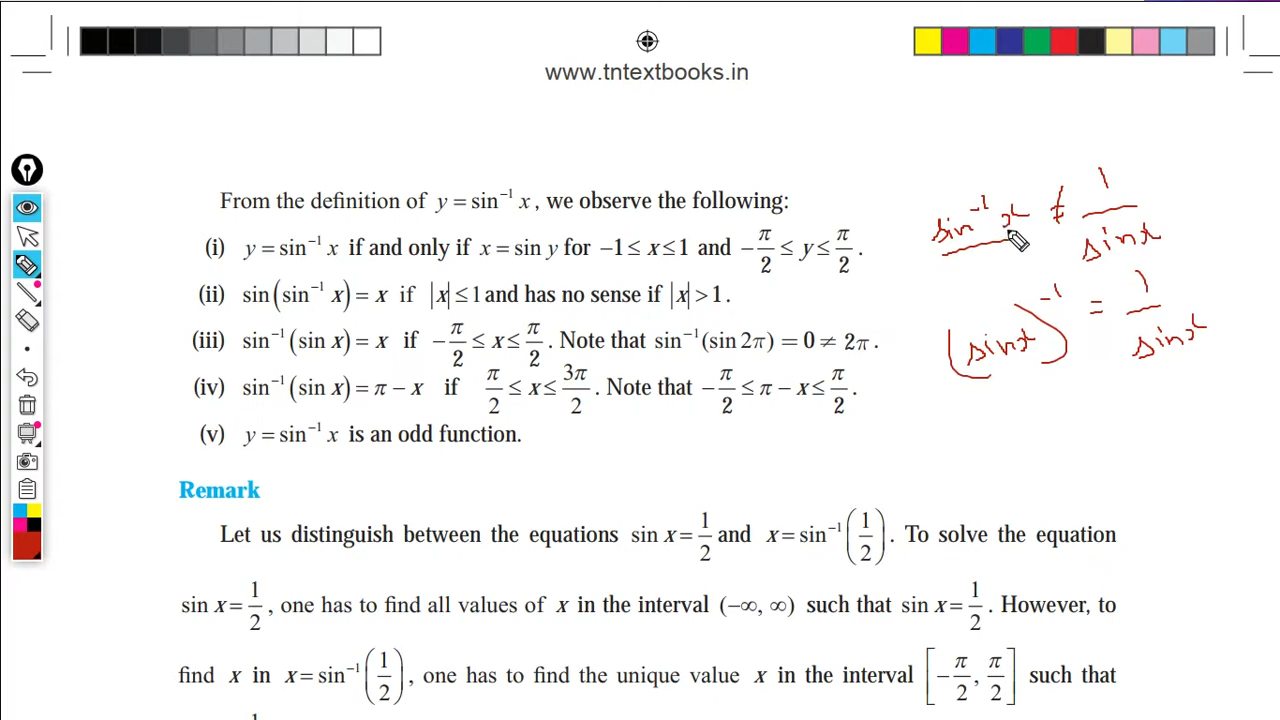 www.tntextbooks.in
From the definition of y = sin⁻¹ x, we observe the following:
(i) y = sin⁻¹ x if and only if x = sin y for −1 ≤ x ≤ 1 and −π/2 ≤ y ≤ π/2.
(ii) sin(sin⁻¹ x) = x if |x| ≤ 1 and has no sense if |x| > 1.
(iii) sin⁻¹(sin x) = x if −π/2 ≤ x ≤ π/2. Note that sin⁻¹(sin 2π) = 0 ≠ 2π.
(iv) sin⁻¹(sin x) = π − x if π/2 ≤ x ≤ 3π/2. Note that −π/2 ≤ π − x ≤ π/2.
(v) y = sin⁻¹ x is an odd function.
sin⁻¹ x ≠ 1/sin x
(sin x)⁻¹ = 1/sin x
Remark
Let us distinguish between the equations sin x = 1/2 and x = sin⁻¹(1/2). To solve the equation
sin x = 1/2, one has to find all values of x in the interval (−∞, ∞) such that sin x = 1/2. However, to
find x in x = sin⁻¹(1/2), one has to find the unique value x in the interval [−π/2, π/2] such that